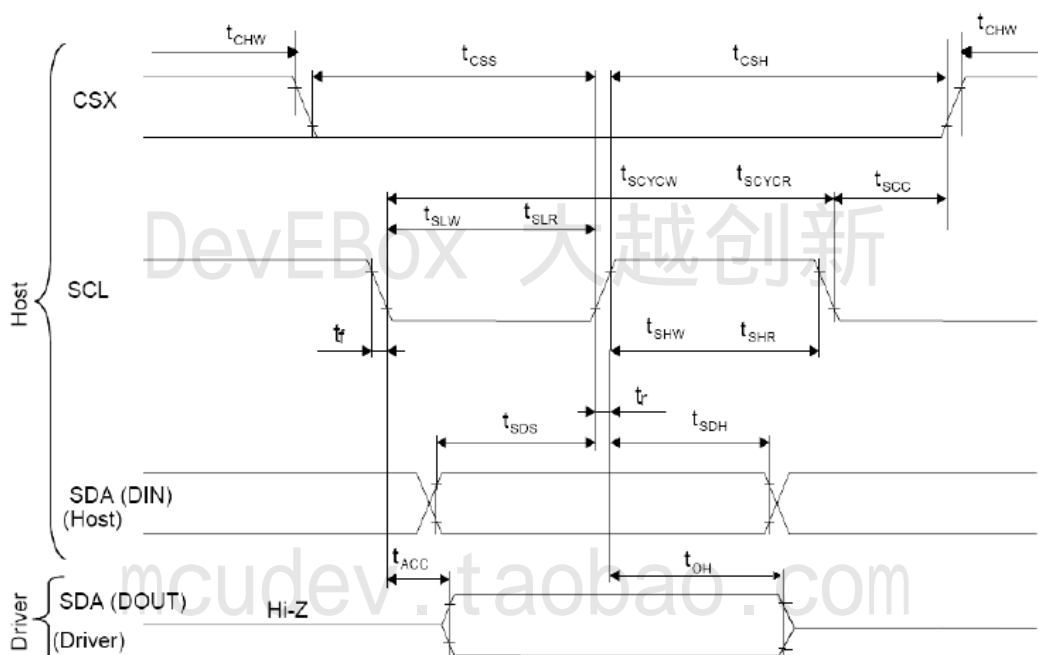 tCHW
tCHW
tCSS
tCSH
CSX
tSCYCW
tSCYCR
tSCC
tSLW
tSLR
DevEBox 大越创新
SCL
Host
tf
tSHW
tSHR
tr
tSDS
tSDH
SDA (DIN)
(Host)
tACC
tOH
mcudev.taobao.com
SDA (DOUT)
Hi-Z
Driver
(Driver)